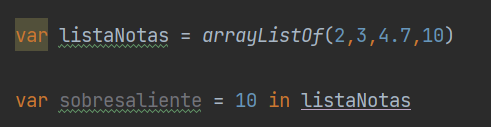 var listaNotas = arrayListOf(2,3,4.7,10)
var sobresaliente = 10 in listaNotas